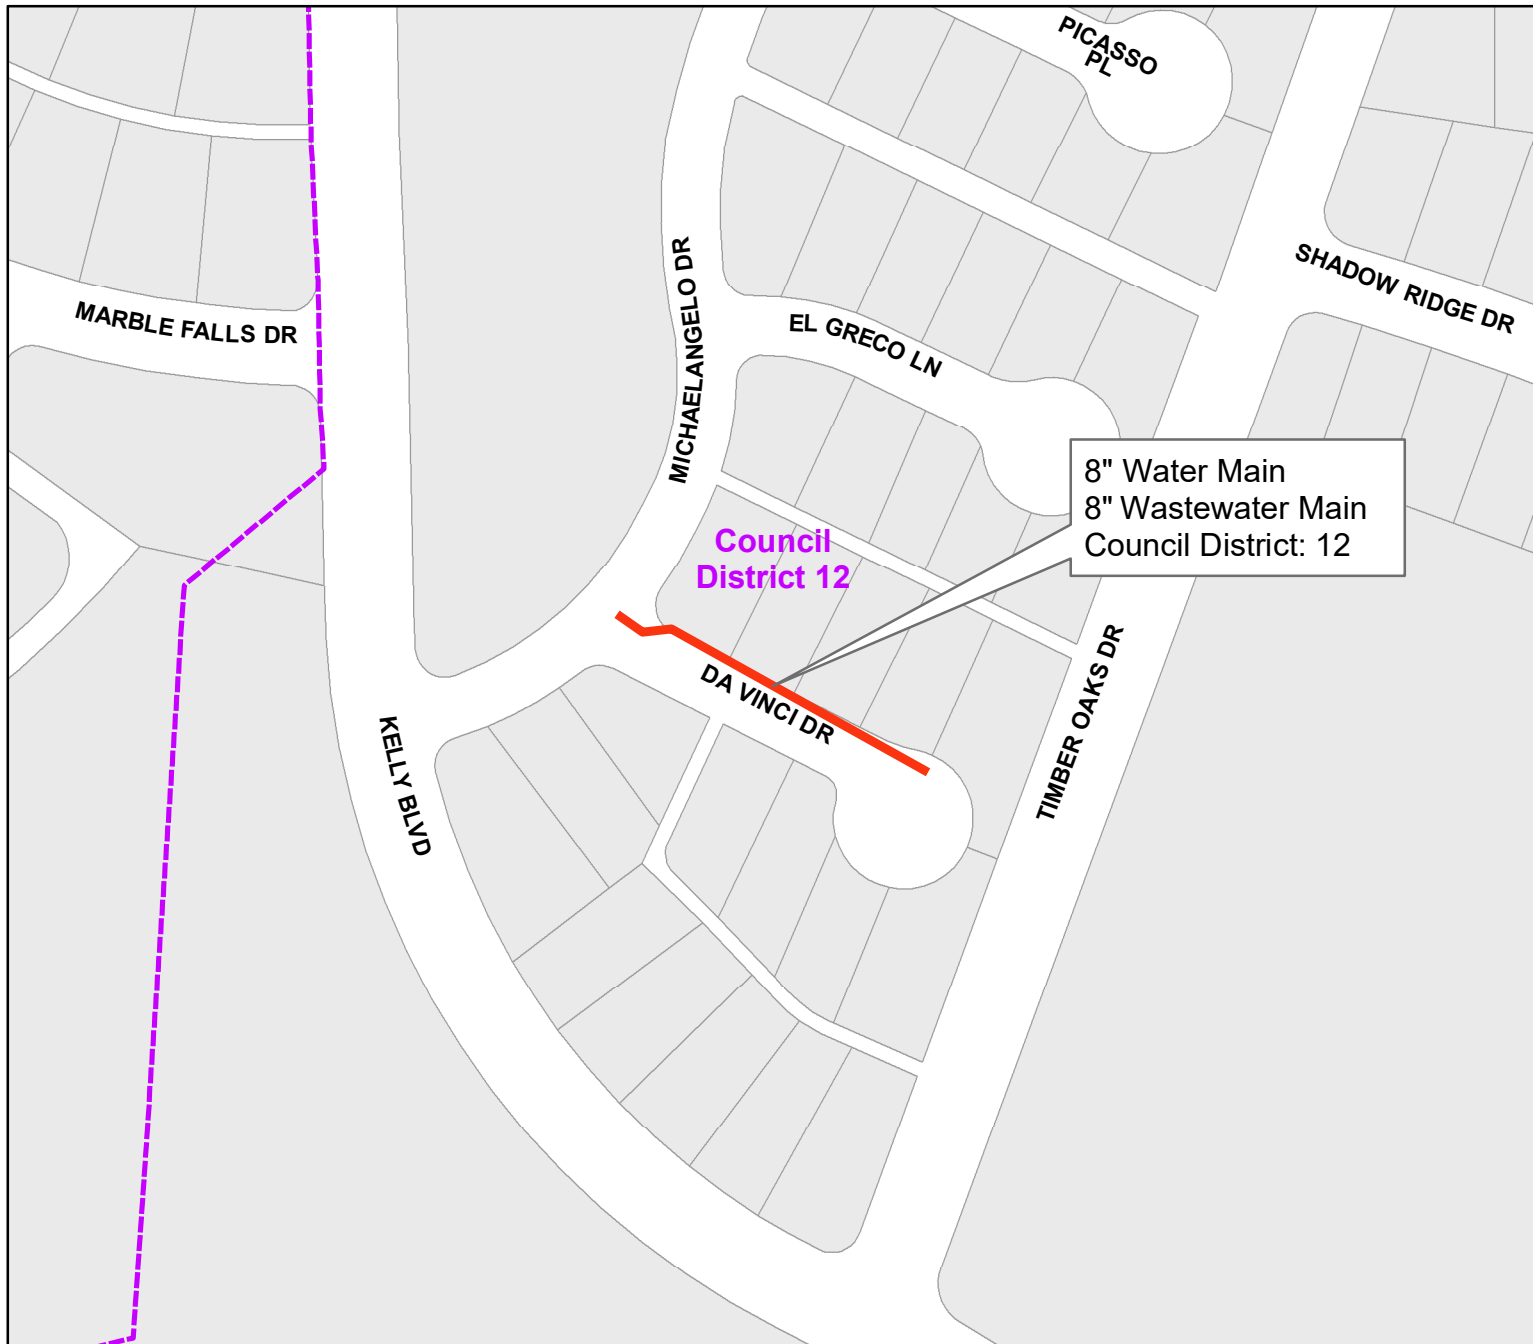 PICASSO
PL
SHADOW RIDGE DR
MARBLE FALLS DR
EL GRECO LN
MICHAELANGELO DR
8" Water Main
8" Wastewater Main
Council District: 12
Council
District 12
DA VINCI DR
TIMBER OAKS DR
KELLY BLVD